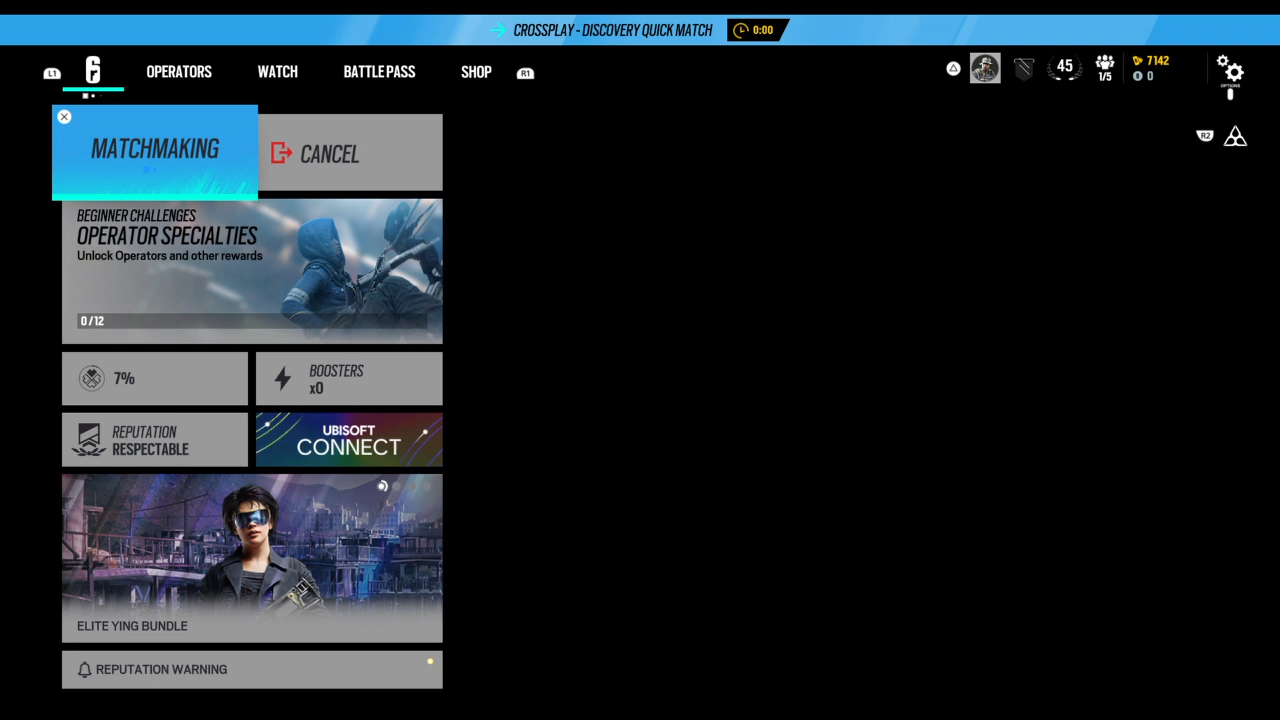 CROSSPLAY - DISCOVERY QUICK MATCH 0:00
L1 OPERATORS WATCH BATTLE PASS SHOP R1
45
1/5
7142
0
OPTIONS
R2
MATCHMAKING
CANCEL
BEGINNER CHALLENGES
OPERATOR SPECIALTIES
Unlock Operators and other rewards
0/12
7%
BOOSTERS
x0
REPUTATION
RESPECTABLE
UBISOFT
CONNECT
ELITE YING BUNDLE
REPUTATION WARNING